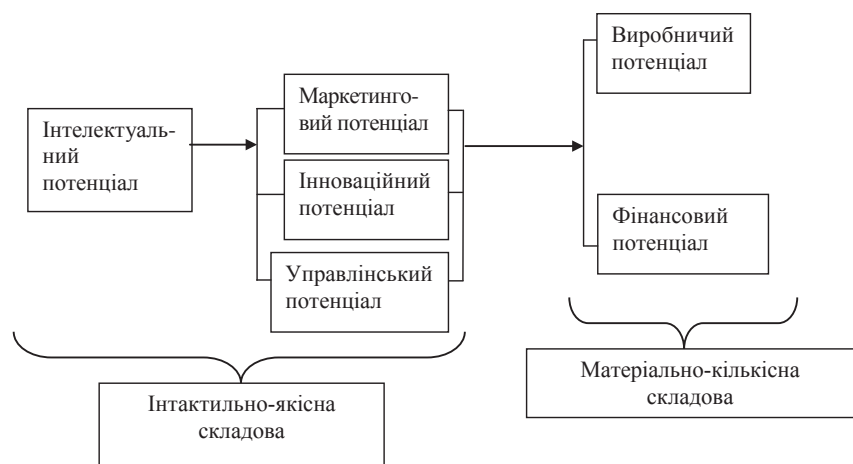 Інтелектуаль-
ний
потенціал
Маркетинго-
вий потенціал
Інноваційний
потенціал
Управлінський
потенціал
Виробничий
потенціал
Фінансовий
потенціал
Інтактильно-якісна
складова
Матеріально-кількісна
складова